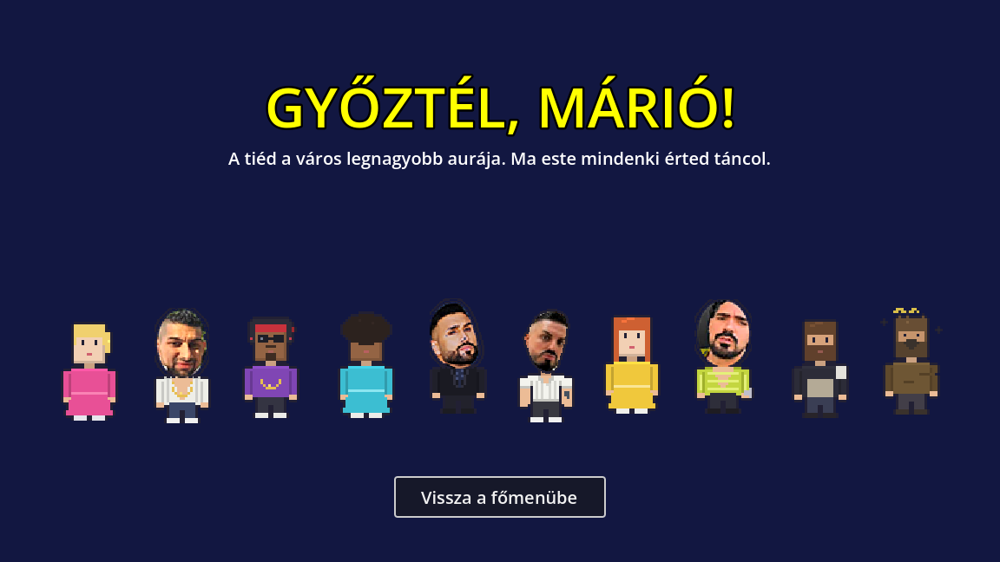 GYŐZTÉL, MÁRIÓ!
A tiéd a város legnagyobb aurája. Ma este mindenki érted táncol.
Vissza a főmenübe